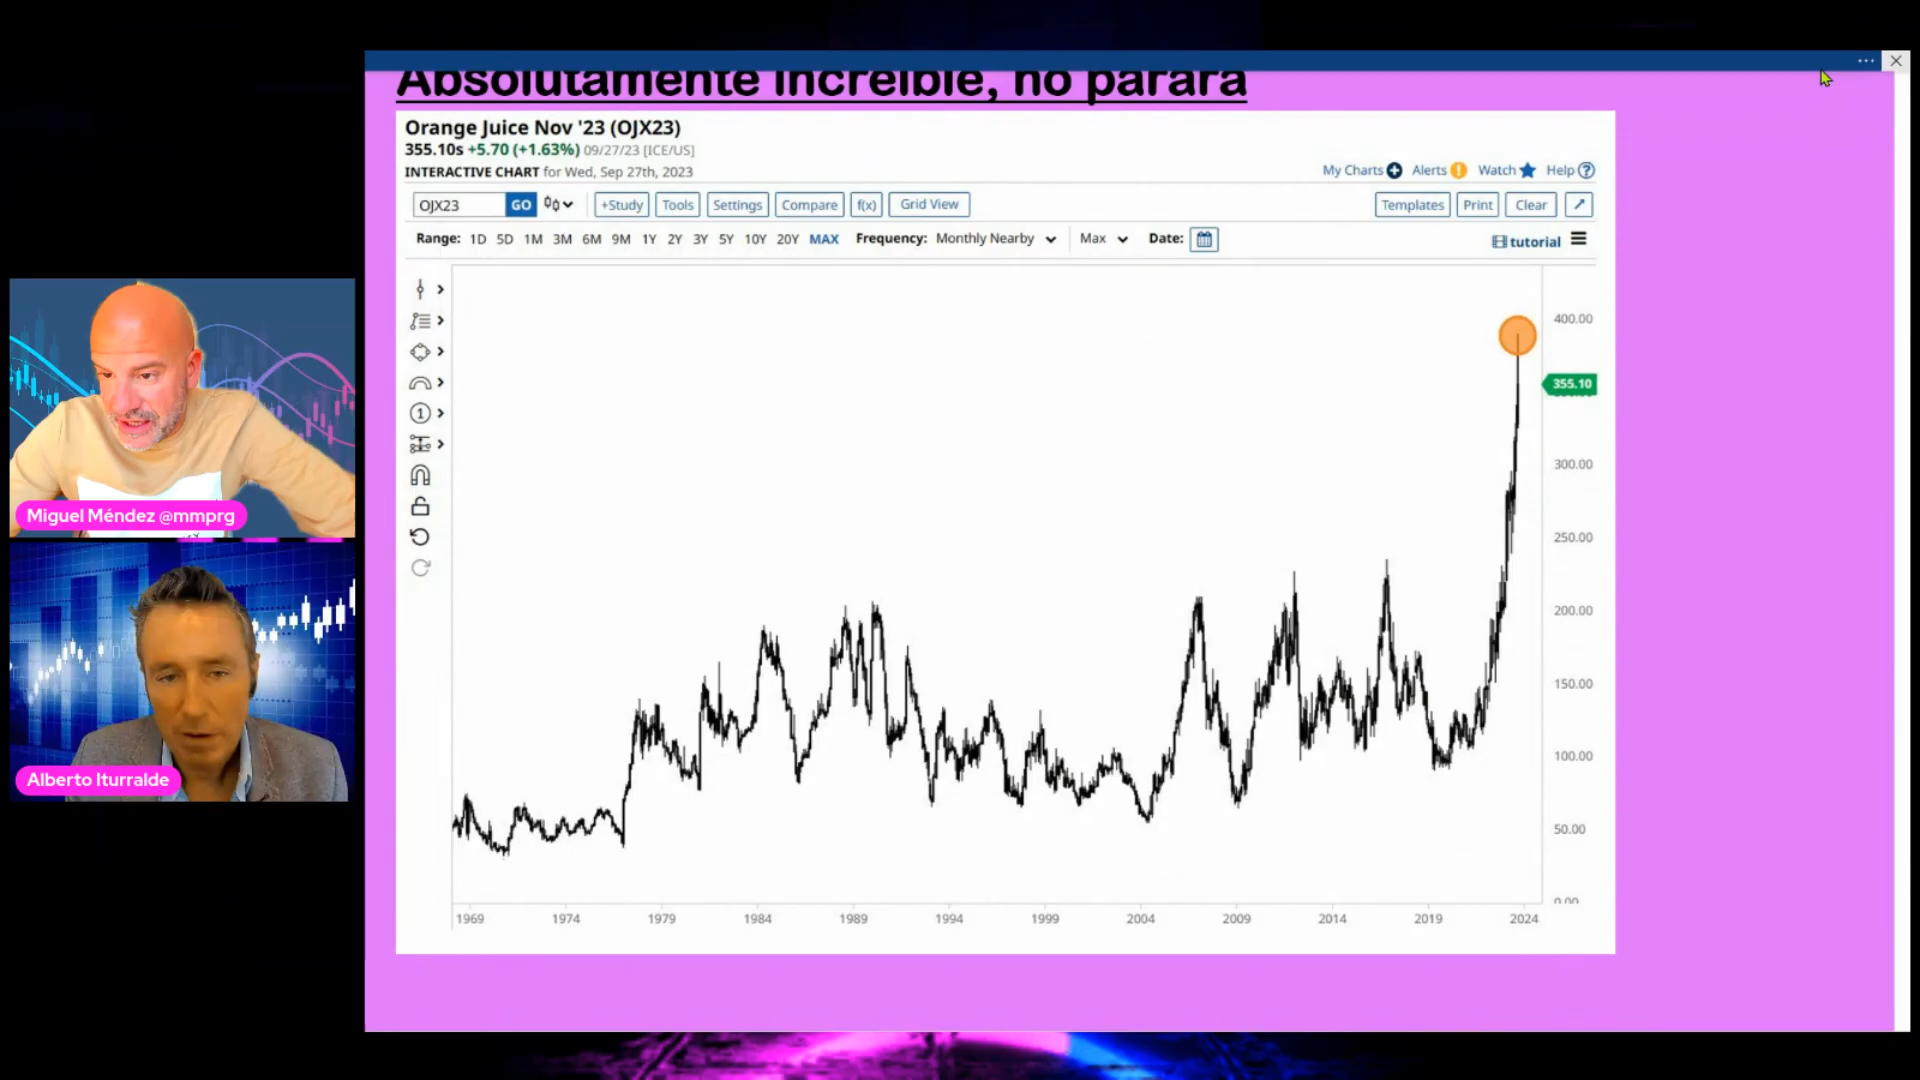 Absolutamente increíble, no parará
Orange Juice Nov '23 (OJX23)
355.10s +5.70 (+1.63%) 09/27/23 [ICE/US]
INTERACTIVE CHART for Wed, Sep 27th, 2023
My Charts Alerts Watch Help
OJX23 GO +Study Tools Settings Compare f(x) Grid View Templates Print Clear
Range: 1D 5D 1M 3M 6M 9M 1Y 2Y 3Y 5Y 10Y 20Y MAX Frequency: Monthly Nearby Max Date: tutorial
400.00
355.10
300.00
250.00
200.00
150.00
100.00
50.00
0.00
1969 1974 1979 1984 1989 1994 1999 2004 2009 2014 2019 2024
Miguel Méndez @mmprg
Alberto Iturralde